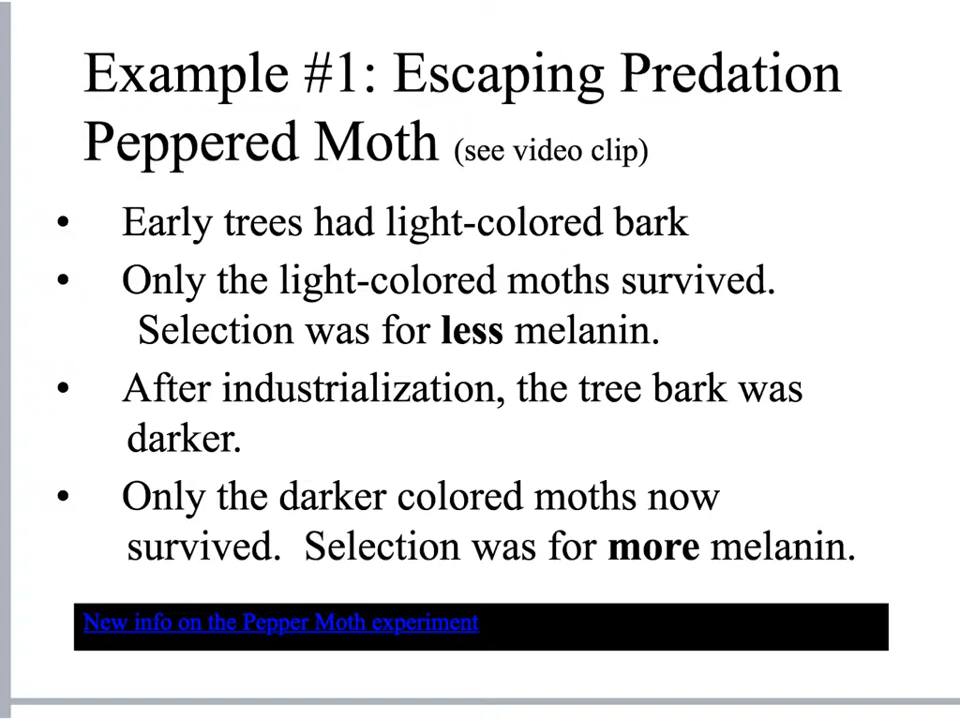 Example #1: Escaping Predation
Peppered Moth (see video clip)
• Early trees had light-colored bark
• Only the light-colored moths survived.
Selection was for less melanin.
• After industrialization, the tree bark was
darker.
• Only the darker colored moths now
survived. Selection was for more melanin.
New info on the Pepper Moth experiment